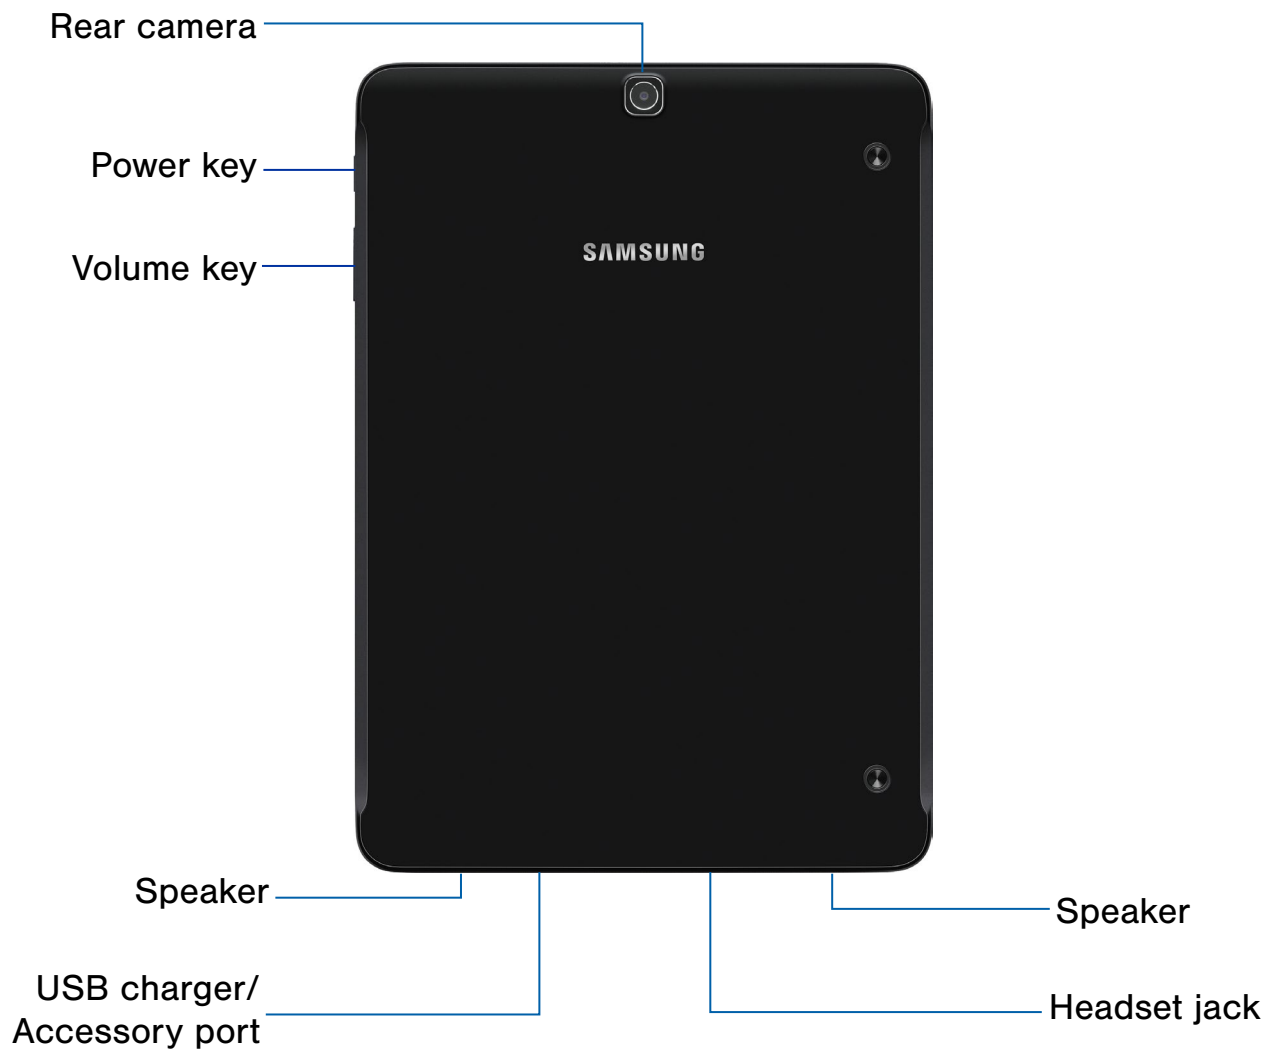 Rear camera
Power key
SAMSUNG
Volume key
Speaker
Speaker
USB charger/
Accessory port
Headset jack